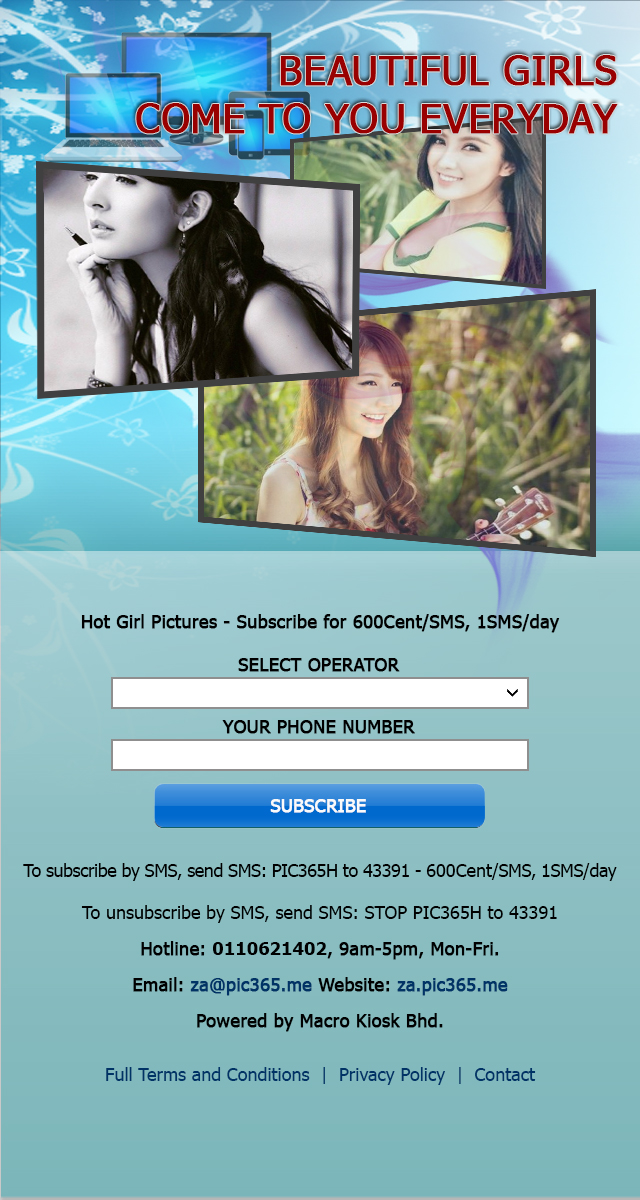 BEAUTIFUL GIRLS
COME TO YOU EVERYDAY
Hot Girl Pictures - Subscribe for 600Cent/SMS, 1SMS/day
SELECT OPERATOR
YOUR PHONE NUMBER
SUBSCRIBE
To subscribe by SMS, send SMS: PIC365H to 43391 - 600Cent/SMS, 1SMS/day
To unsubscribe by SMS, send SMS: STOP PIC365H to 43391
Hotline: 0110621402, 9am-5pm, Mon-Fri.
Email: za@pic365.me Website: za.pic365.me
Powered by Macro Kiosk Bhd.
Full Terms and Conditions | Privacy Policy | Contact